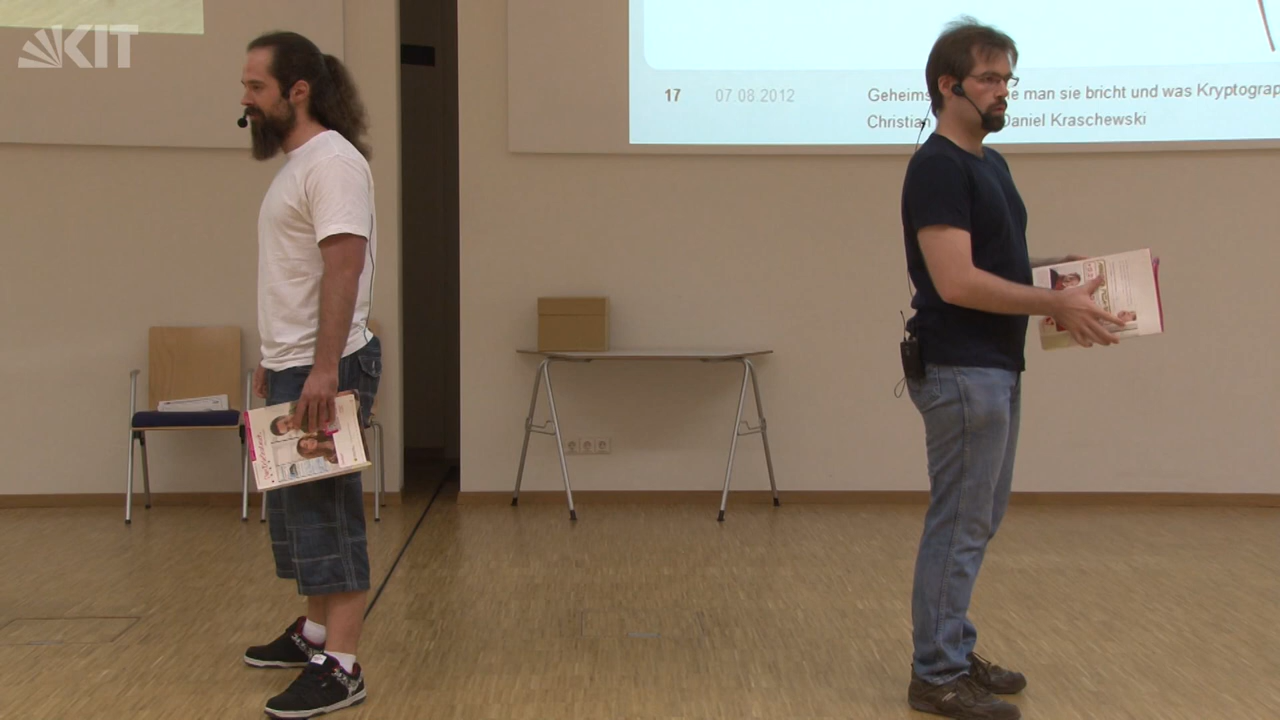 KIT
17 07.08.2012 Geheims e man sie bricht und was Kryptograp
Christian Daniel Kraschewski